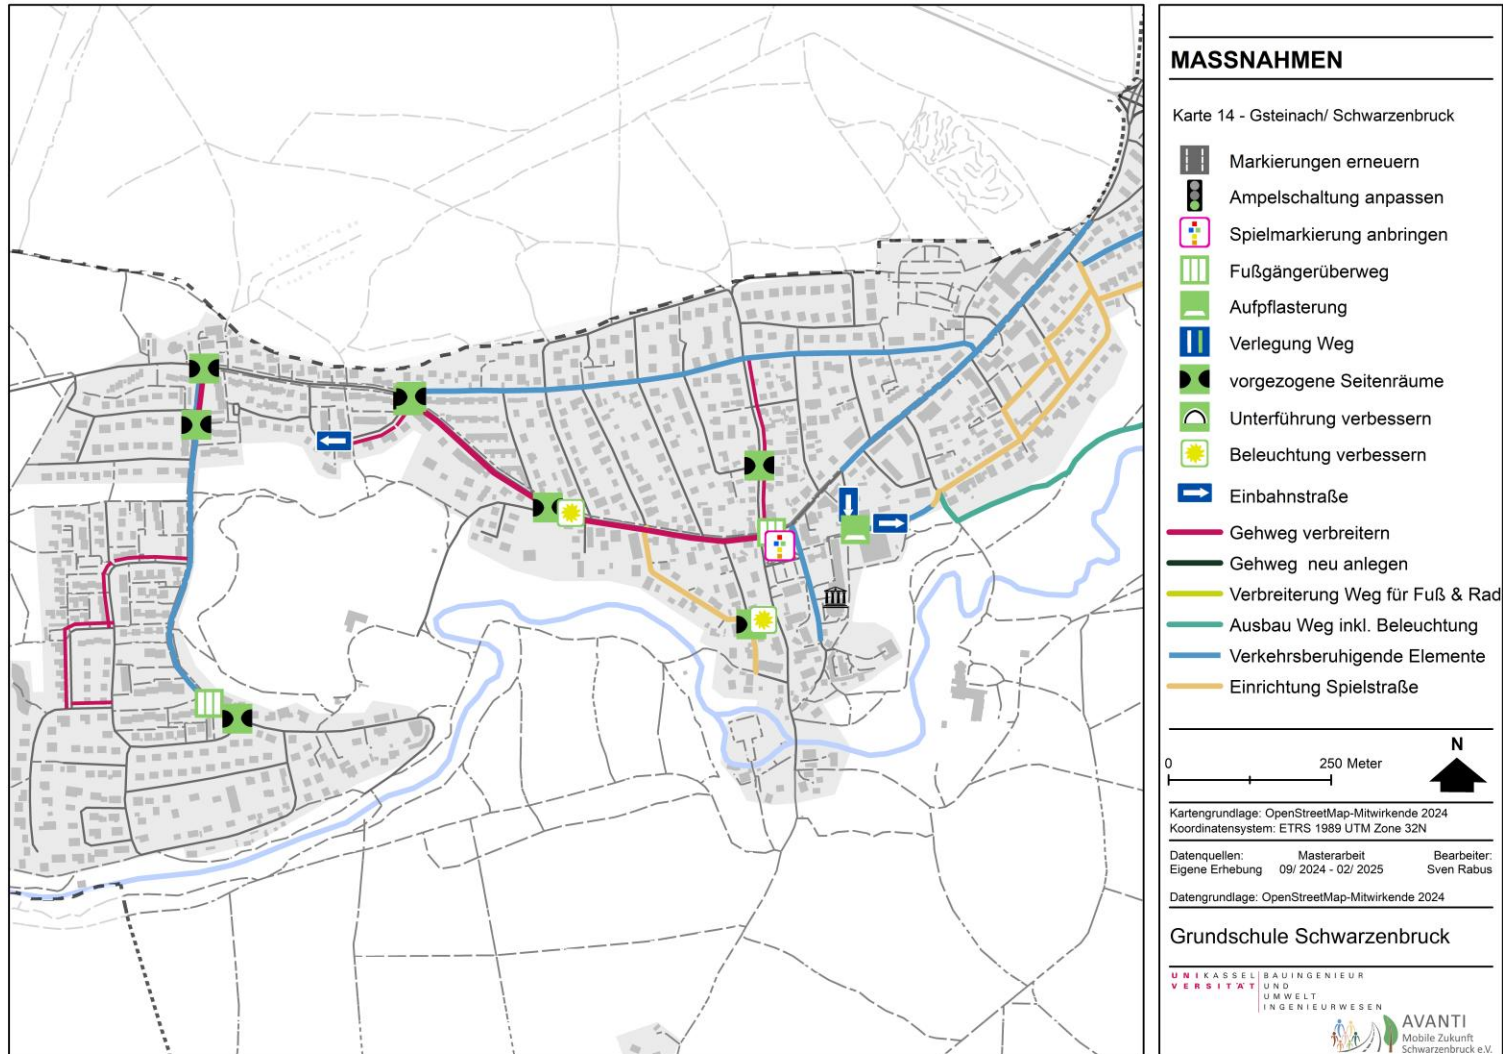 MASSNAHMEN
Karte 14 - Gsteinach/ Schwarzenbruck
Markierungen erneuern
Ampelschaltung anpassen
Spielmarkierung anbringen
Fußgängerüberweg
Aufpflasterung
Verlegung Weg
vorgezogene Seitenräume
Unterführung verbessern
Beleuchtung verbessern
Einbahnstraße
Gehweg verbreitern
Gehweg neu anlegen
Verbreiterung Weg für Fuß & Rad
Ausbau Weg inkl. Beleuchtung
Verkehrsberuhigende Elemente
Einrichtung Spielstraße
N
0 250 Meter
Kartengrundlage: OpenStreetMap-Mitwirkende 2024
Koordinatensystem: ETRS 1989 UTM Zone 32N
Datenquellen: Masterarbeit Bearbeiter:
Eigene Erhebung 09/ 2024 - 02/ 2025 Sven Rabus
Datengrundlage: OpenStreetMap-Mitwirkende 2024
Grundschule Schwarzenbruck
UNIKASSEL BAUINGENIEUR
VERSITÄT UND
UMWELT
INGENIEURWESEN
AVANTI
Mobile Zukunft
Schwarzenbruck e.V.